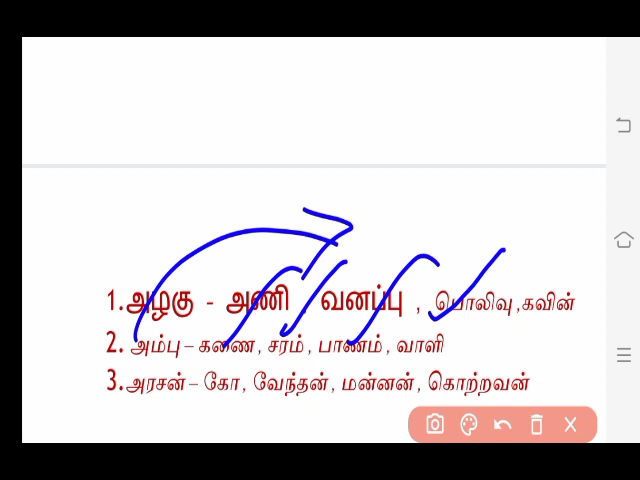 1.அழகு - அணி , வனப்பு , பொலிவு ,கவின்
2. அம்பு – கணை , சரம் , பாணம் , வாளி
3.அரசன் – கோ , வேந்தன் , மன்னன் , கொற்றவன்